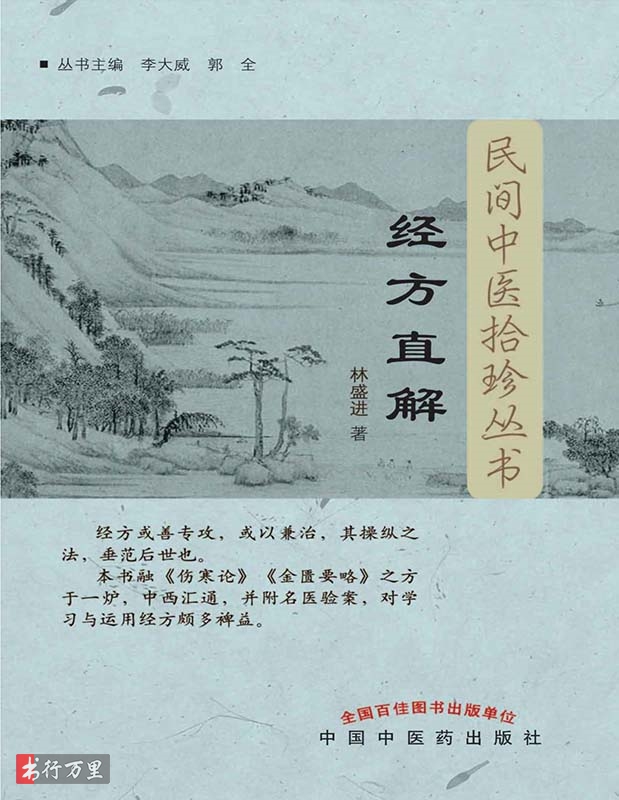 丛书主编 李大威 郭 全
民间中医拾珍丛书
经方直解
林盛进 著
经方或善专攻，或以兼治，其操纵之
法，垂范后世也。
本书融《伤寒论》《金匮要略》之方
于一炉，中西汇通，并附名医验案，对学
习与运用经方颇多裨益。
全国百佳图书出版单位
中国中医药出版社
书行万里